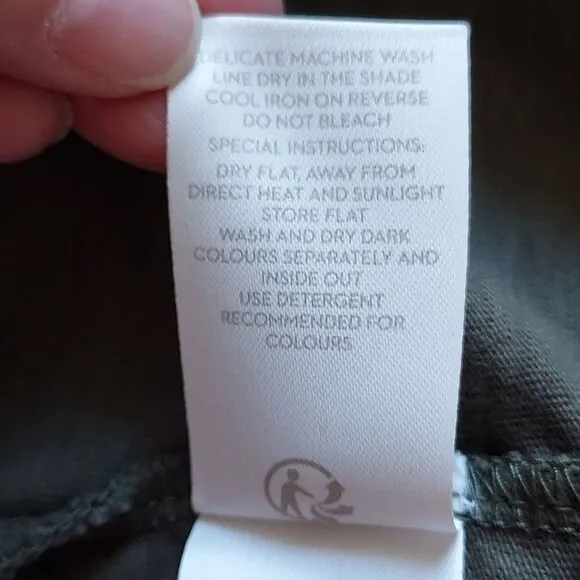 DELICATE MACHINE WASH
LINE DRY IN THE SHADE
COOL IRON ON REVERSE
DO NOT BLEACH
SPECIAL INSTRUCTIONS:
DRY FLAT, AWAY FROM
DIRECT HEAT AND SUNLIGHT
STORE FLAT
WASH AND DRY DARK
COLOURS SEPARATELY AND
INSIDE OUT
USE DETERGENT
RECOMMENDED FOR
COLOURS